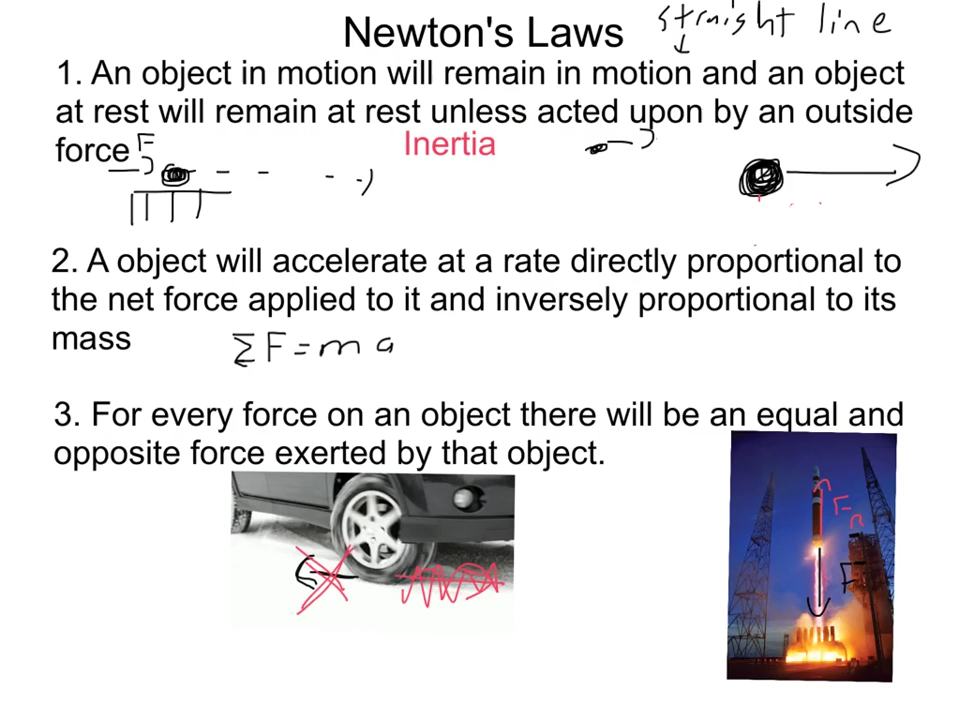 Newton's Laws
straight line
1. An object in motion will remain in motion and an object
at rest will remain at rest unless acted upon by an outside
force
F
Inertia
2. A object will accelerate at a rate directly proportional to
the net force applied to it and inversely proportional to its
mass
ΣF=ma
3. For every force on an object there will be an equal and
opposite force exerted by that object.
Fn
F